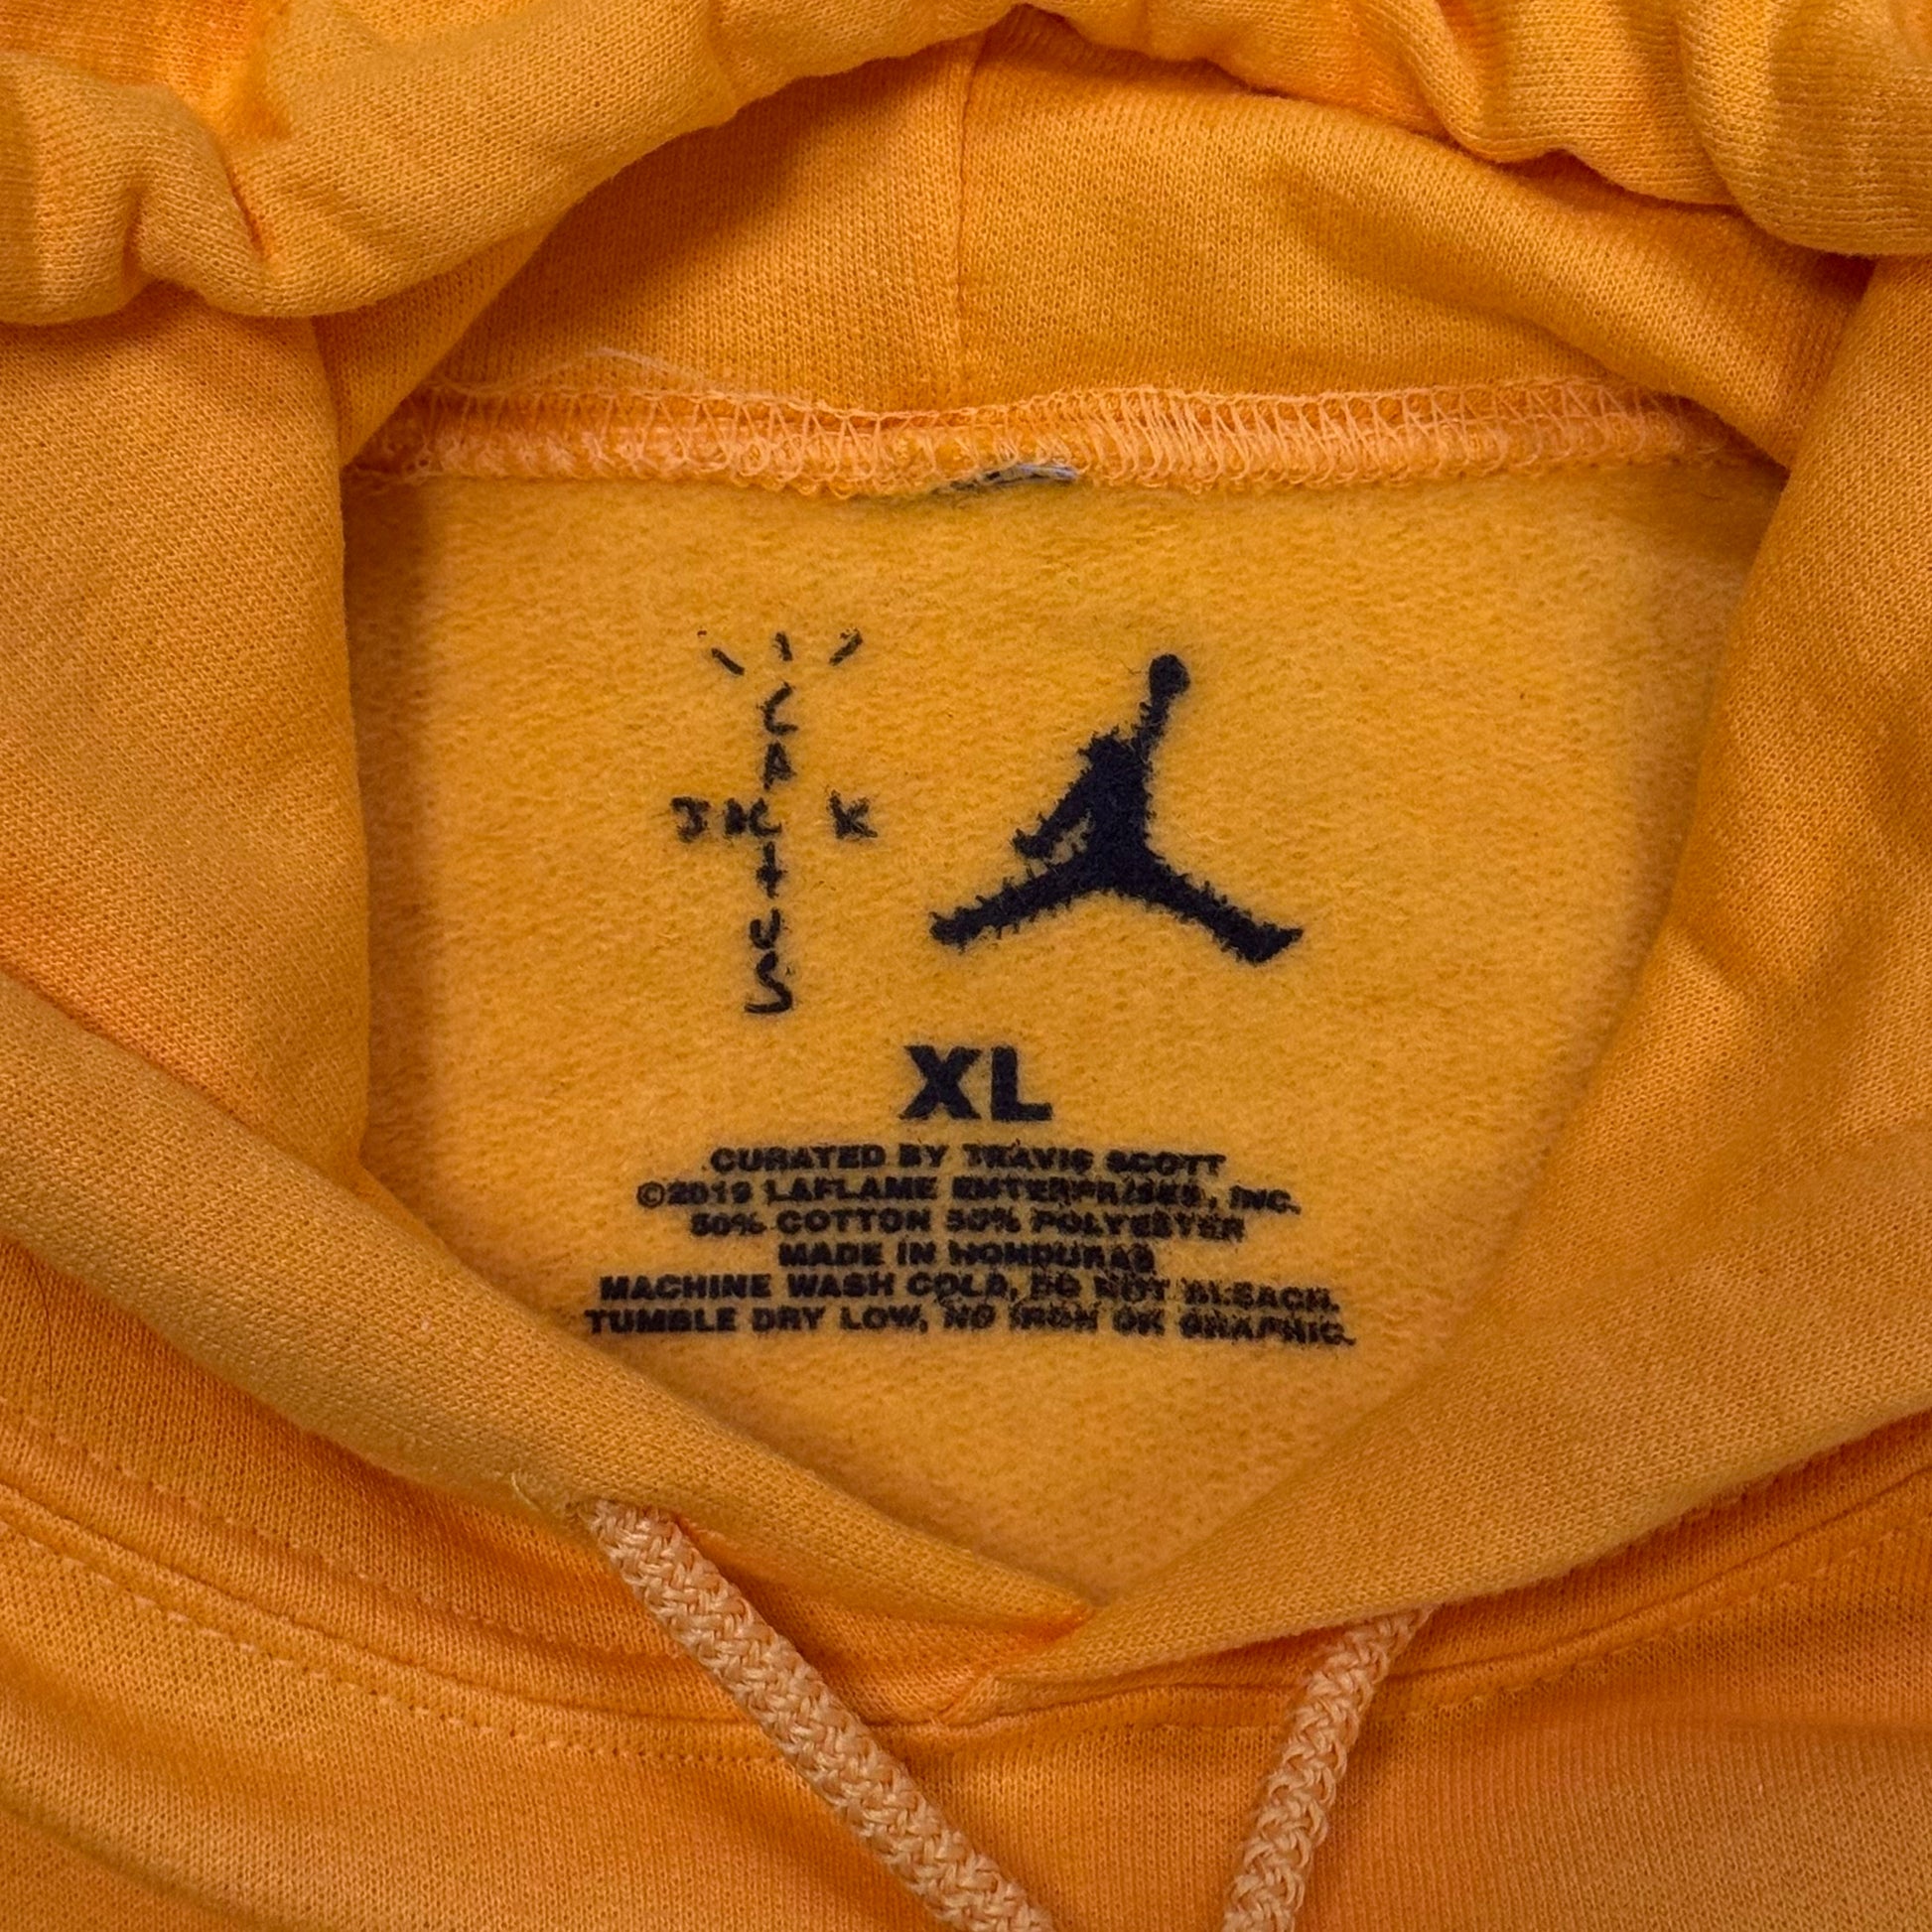 CACTUS
JACK
XL
CURATED BY TRAVIS SCOTT
©2019 LAFLAME ENTERPRISES, INC.
50% COTTON 50% POLYESTER
MADE IN HONDURAS
MACHINE WASH COLD, DO NOT BLEACH.
TUMBLE DRY LOW, NO IRON ON GRAPHIC.